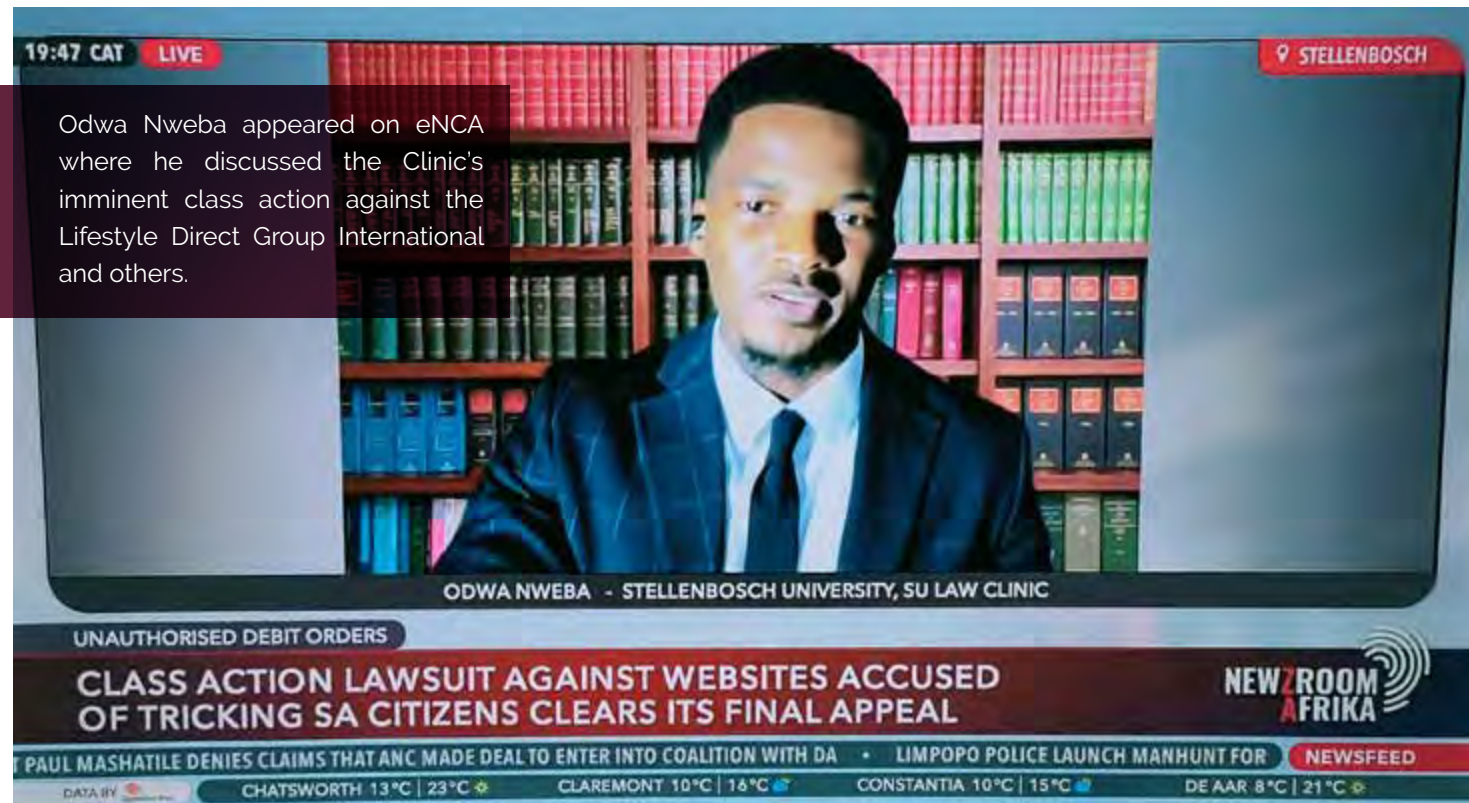 19:47 CAT LIVE
STELLENBOSCH
Odwa Nweba appeared on eNCA
where he discussed the Clinic's
imminent class action against the
Lifestyle Direct Group International
and others.
ODWA NWEBA - STELLENBOSCH UNIVERSITY, SU LAW CLINIC
UNAUTHORISED DEBIT ORDERS
CLASS ACTION LAWSUIT AGAINST WEBSITES ACCUSED
OF TRICKING SA CITIZENS CLEARS ITS FINAL APPEAL
NEWZROOM
AFRIKA
T PAUL MASHATILE DENIES CLAIMS THAT ANC MADE DEAL TO ENTER INTO COALITION WITH DA • LIMPOPO POLICE LAUNCH MANHUNT FOR NEWSFEED
DATA BY CHATSWORTH 13°C | 23°C CLAREMONT 10°C | 16°C CONSTANTIA 10°C | 15°C DE AAR 8°C | 21°C